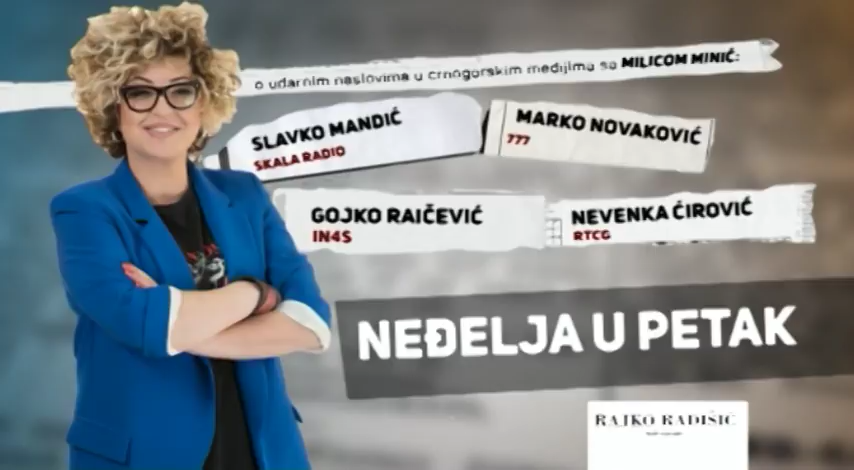 o udarnim naslovima u crnogorskim medijima sa MILICOM MINIĆ:
SLAVKO MANDIĆ
SKALA RADIO
MARKO NOVAKOVIĆ
777
GOJKO RAIČEVIĆ
IN4S
NEVENKA ĆIROVIĆ
RTCG
NEĐELJA U PETAK
RAJKO RADIŠIĆ